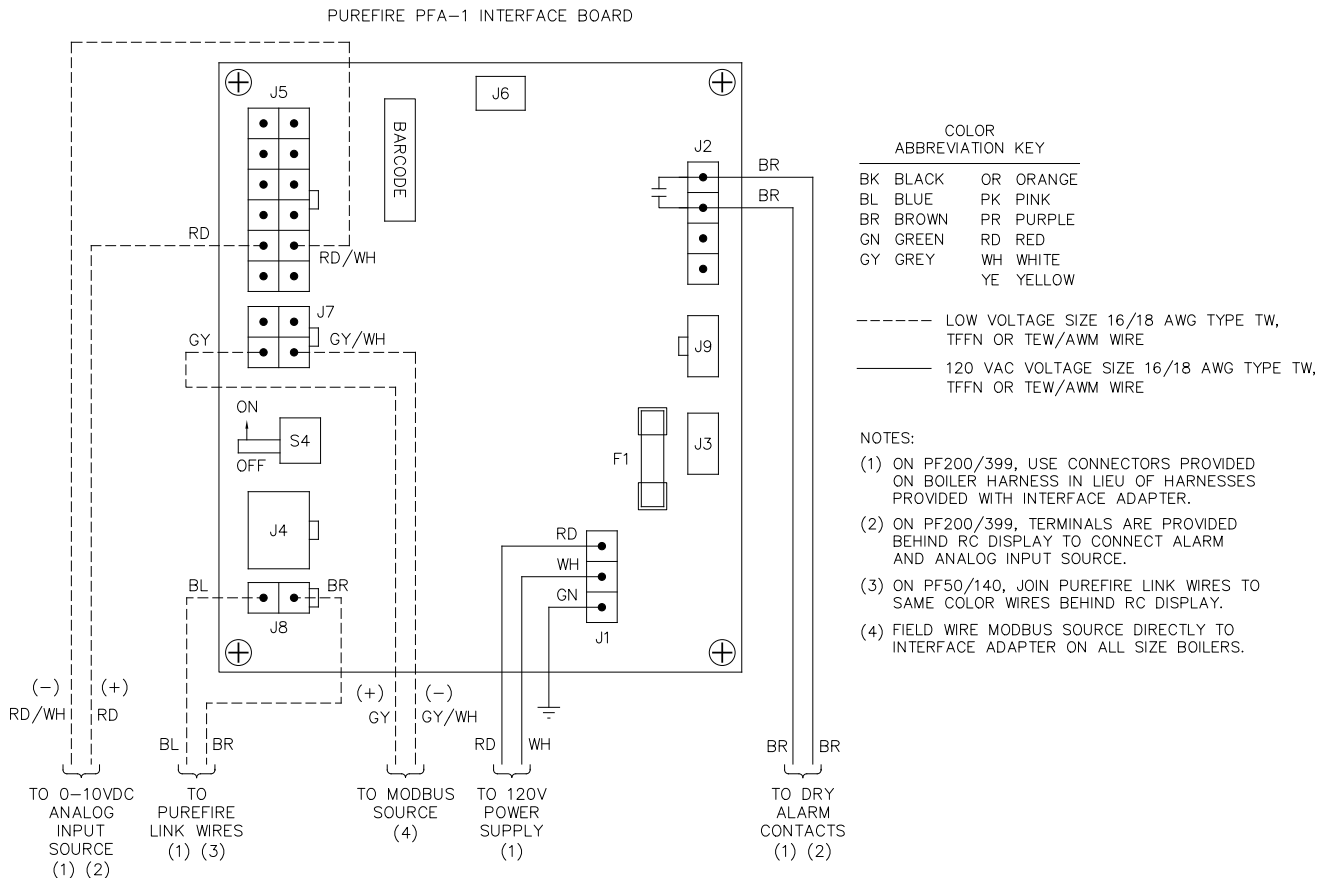 PUREFIRE PFA-1 INTERFACE BOARD
J5
BARCODE
J6
J2
BR
BR
RD
RD/WH
J7
GY
GY/WH
J9
ON
OFF
S4
F1
J3
J4
RD
WH
GN
J1
BL
BR
J8
(-)
(+)
RD/WH
RD
(+)
(-)
GY
GY/WH
BL
BR
RD
WH
BR
BR
TO 0-10VDC
ANALOG
INPUT
SOURCE
(1) (2)
TO
PUREFIRE
LINK WIRES
(1) (3)
TO MODBUS
SOURCE
(4)
TO 120V
POWER
SUPPLY
(1)
TO DRY
ALARM
CONTACTS
(1) (2)
COLOR
ABBREVIATION KEY
BK BLACK OR ORANGE
BL BLUE PK PINK
BR BROWN PR PURPLE
GN GREEN RD RED
GY GREY WH WHITE
YE YELLOW
LOW VOLTAGE SIZE 16/18 AWG TYPE TW,
TFFN OR TEW/AWM WIRE
120 VAC VOLTAGE SIZE 16/18 AWG TYPE TW,
TFFN OR TEW/AWM WIRE
NOTES:
(1) ON PF200/399, USE CONNECTORS PROVIDED
ON BOILER HARNESS IN LIEU OF HARNESSES
PROVIDED WITH INTERFACE ADAPTER.
(2) ON PF200/399, TERMINALS ARE PROVIDED
BEHIND RC DISPLAY TO CONNECT ALARM
AND ANALOG INPUT SOURCE.
(3) ON PF50/140, JOIN PUREFIRE LINK WIRES TO
SAME COLOR WIRES BEHIND RC DISPLAY.
(4) FIELD WIRE MODBUS SOURCE DIRECTLY TO
INTERFACE ADAPTER ON ALL SIZE BOILERS.